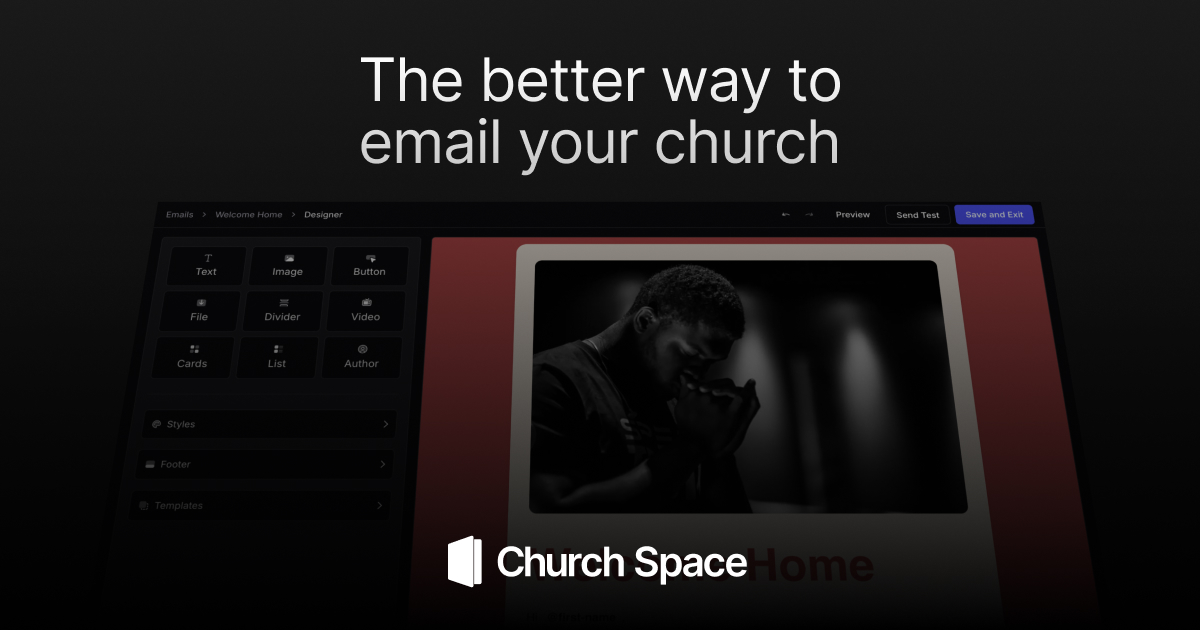 The better way to
email your church
Emails > Welcome Home > Designer
Preview
Send Test
Save and Exit
Text
Image
Button
File
Divider
Video
Cards
List
Author
Styles
Footer
Templates
Home
Church Space